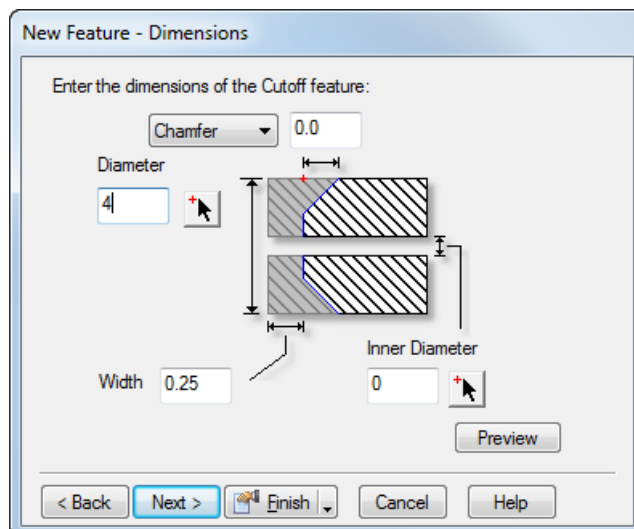 New Feature - Dimensions
Enter the dimensions of the Cutoff feature:
Chamfer 0.0
Diameter
4
Inner Diameter
Width 0.25 0
Preview
< Back Next > Finish Cancel Help